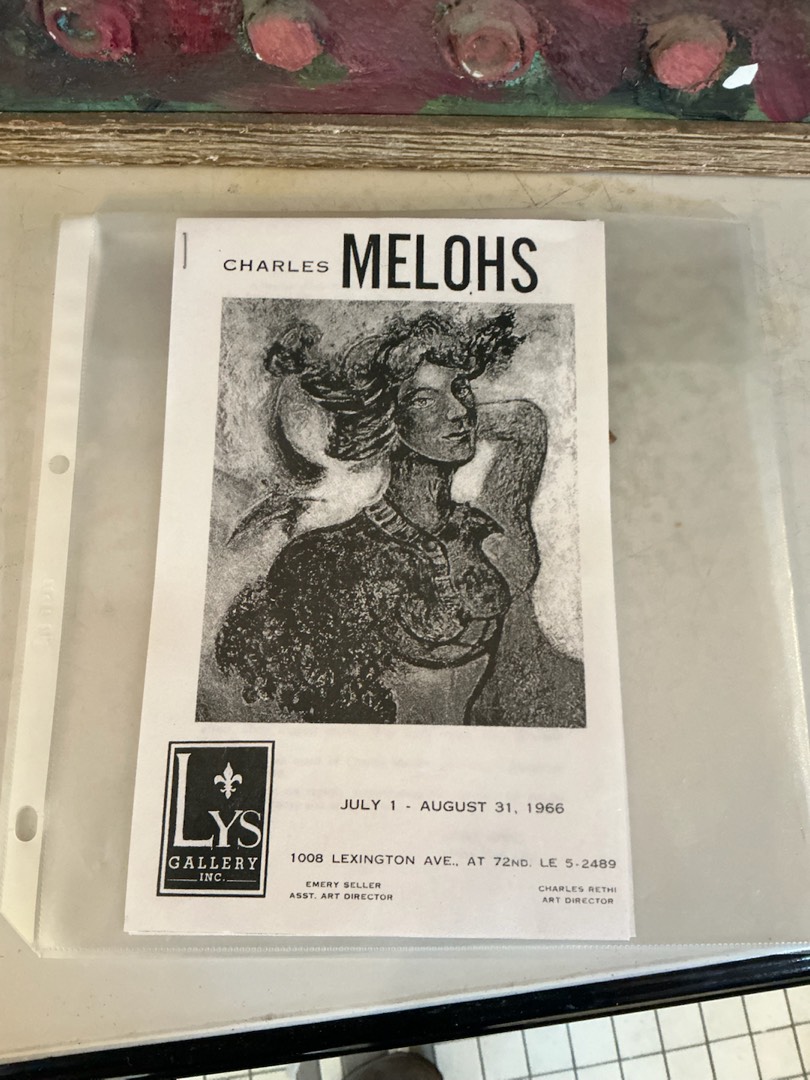 CHARLES MELOHS
LYS
GALLERY
INC.
JULY 1 - AUGUST 31, 1966
1008 LEXINGTON AVE., AT 72ND. LE 5-2489
EMERY SELLER
ASST. ART DIRECTOR
CHARLES RETHI
ART DIRECTOR